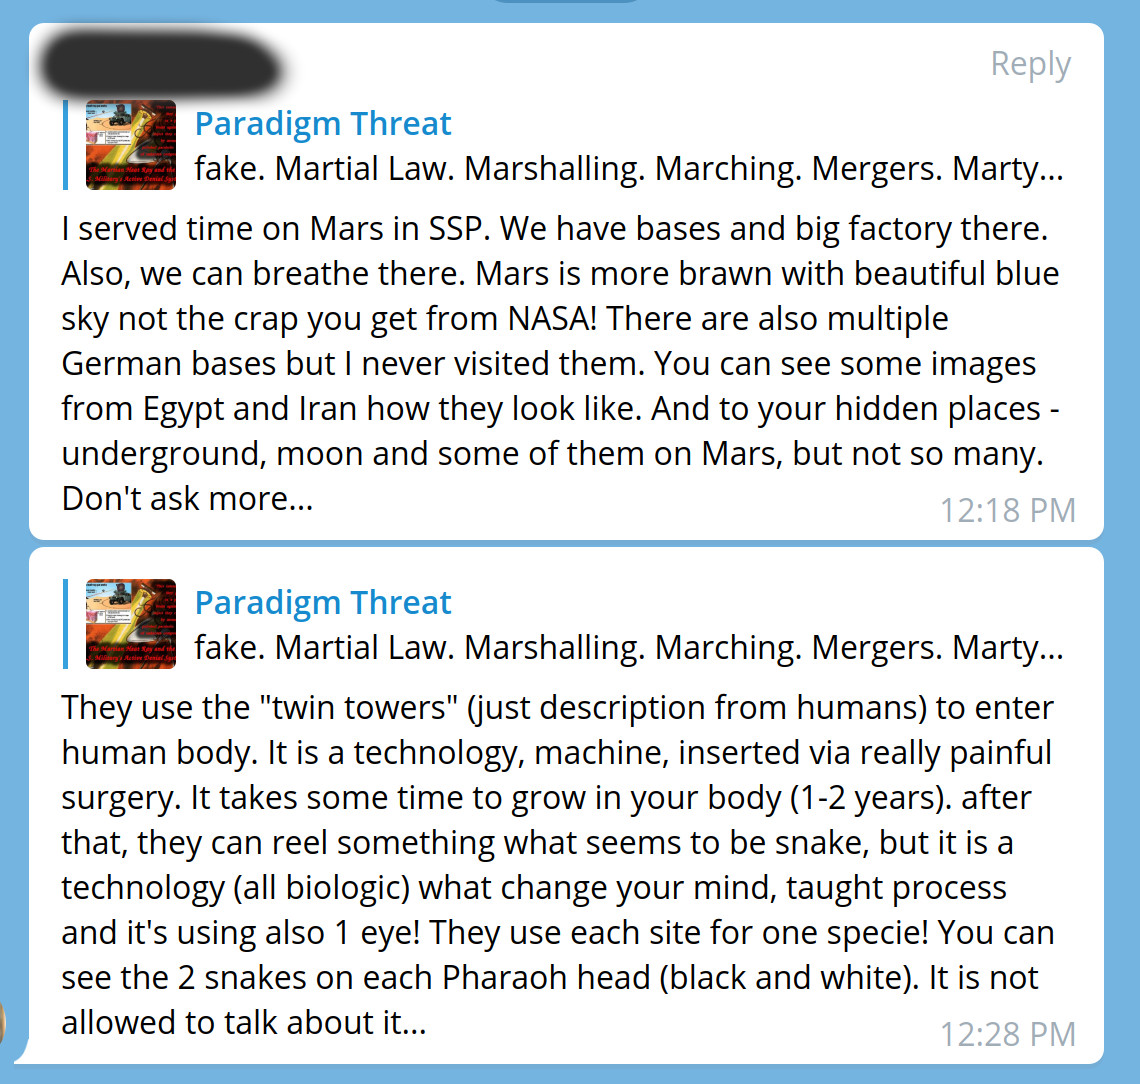 Reply
Paradigm Threat
fake. Martial Law. Marshalling. Marching. Mergers. Marty...
I served time on Mars in SSP. We have bases and big factory there.
Also, we can breathe there. Mars is more brawn with beautiful blue
sky not the crap you get from NASA! There are also multiple
German bases but I never visited them. You can see some images
from Egypt and Iran how they look like. And to your hidden places -
underground, moon and some of them on Mars, but not so many.
Don't ask more...
12:18 PM
Paradigm Threat
fake. Martial Law. Marshalling. Marching. Mergers. Marty...
They use the "twin towers" (just description from humans) to enter
human body. It is a technology, machine, inserted via really painful
surgery. It takes some time to grow in your body (1-2 years). after
that, they can reel something what seems to be snake, but it is a
technology (all biologic) what change your mind, taught process
and it's using also 1 eye! They use each site for one specie! You can
see the 2 snakes on each Pharaoh head (black and white). It is not
allowed to talk about it...
12:28 PM